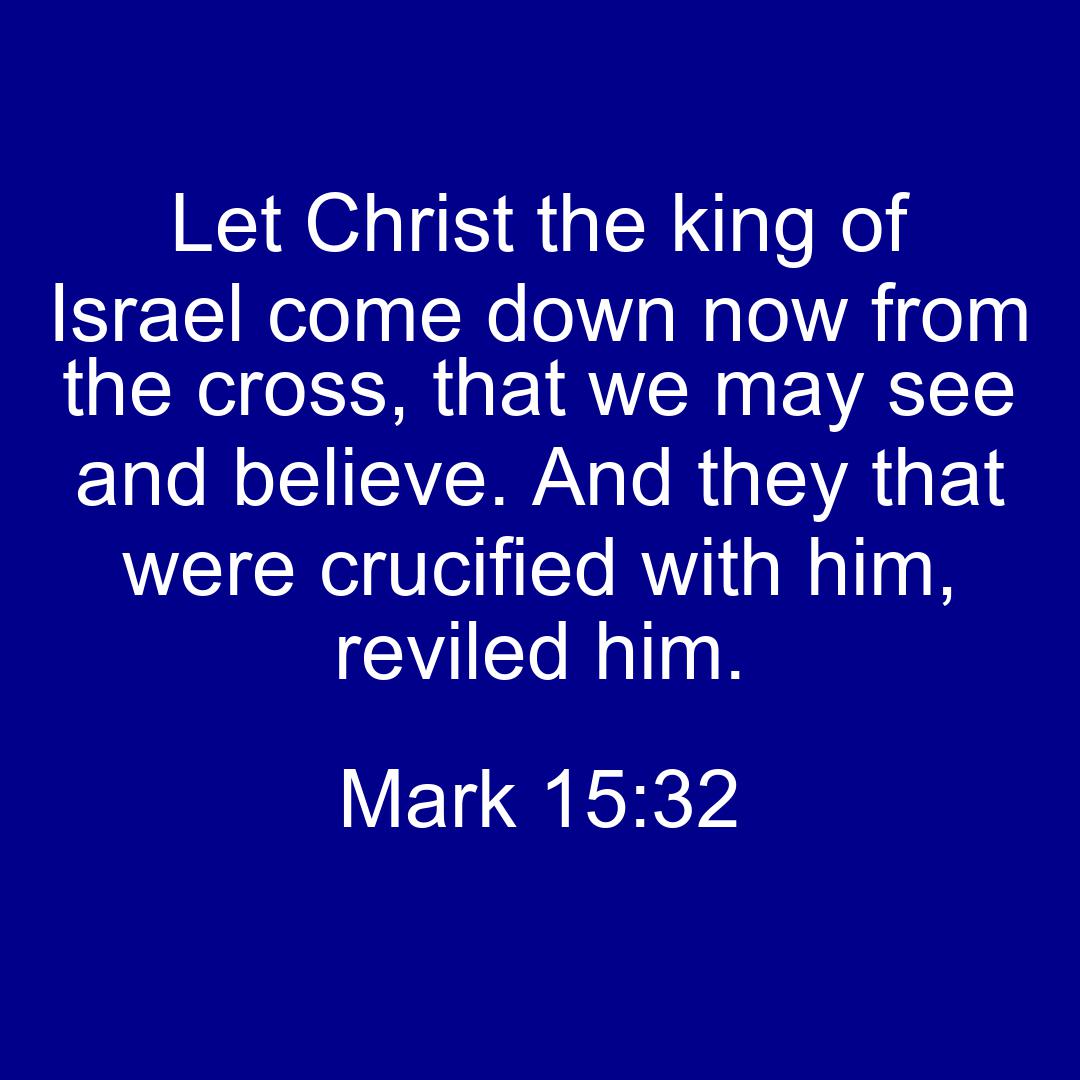 Let Christ the king of
Israel come down now from
the cross, that we may see
and believe. And they that
were crucified with him,
reviled him.
Mark 15:32